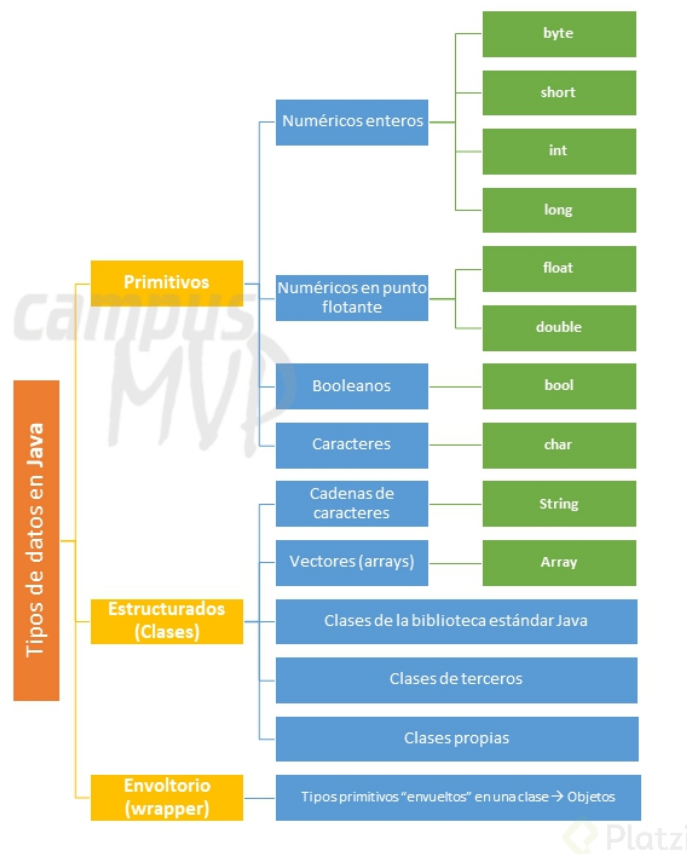 Tipos de datos en Java
Primitivos
Numéricos enteros
byte
short
int
long
Numéricos en punto
flotante
float
double
Booleanos
bool
Caracteres
char
Estructurados
(Clases)
Cadenas de
caracteres
String
Vectores (arrays)
Array
Clases de la biblioteca estándar Java
Clases de terceros
Clases propias
Envoltorio
(wrapper)
Tipos primitivos “envueltos” en una clase → Objetos
campus
MVP
Platzi